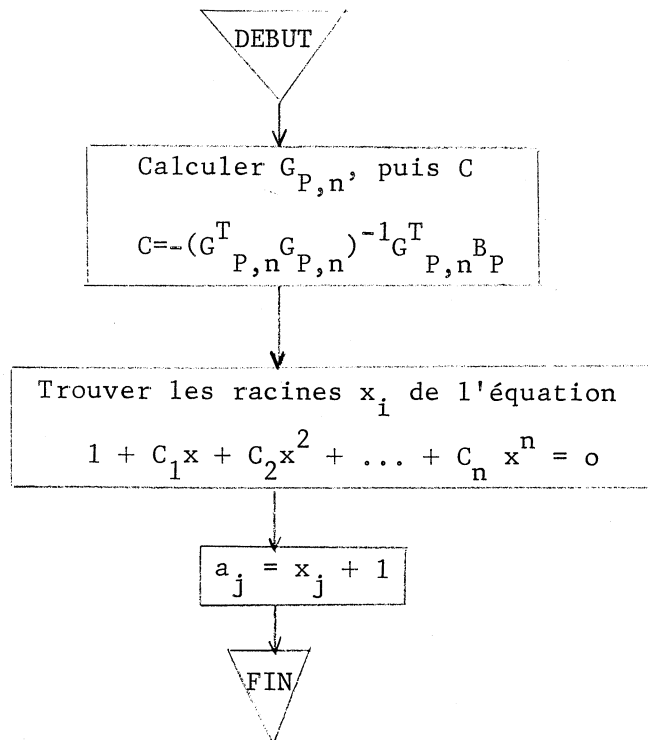 DEBUT
Calculer G_{P,n}, puis C
C=-(G^T_{P,n}G_{P,n})^{-1}G^T_{P,n}B_P
Trouver les racines x_i de l'équation
1 + C_1x + C_2x^2 + ... + C_n x^n = o
a_j = x_j + 1
FIN